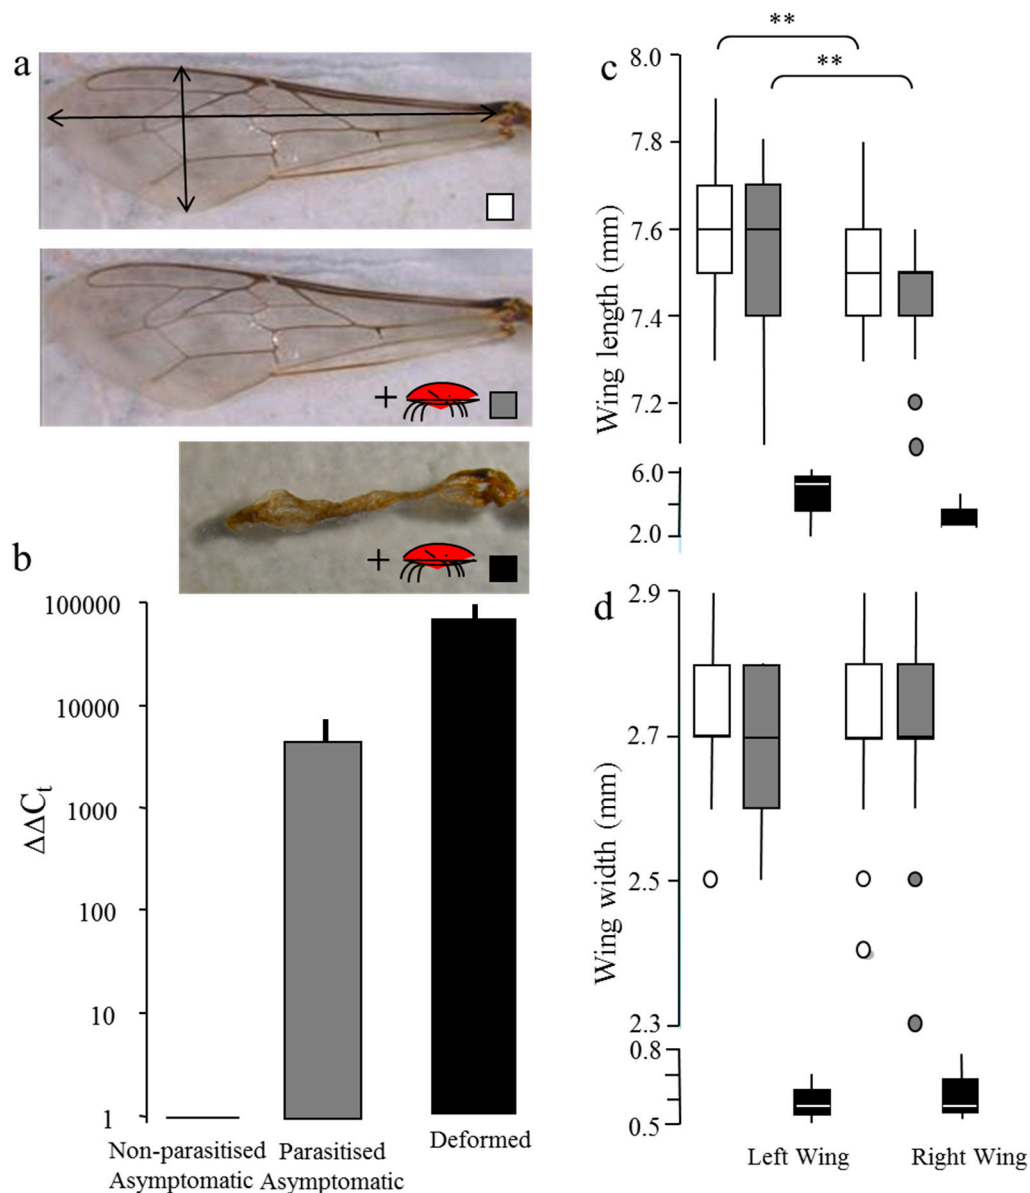 a
+
+
b
100000
10000
1000
100
10
1
ΔΔCt
Non-parasitised
Asymptomatic
Parasitised
Asymptomatic
Deformed
c
**
**
8.0
7.8
7.6
7.4
7.2
6.0
2.0
Wing length (mm)
d
2.9
2.7
2.5
2.3
0.8
0.5
Wing width (mm)
Left Wing
Right Wing